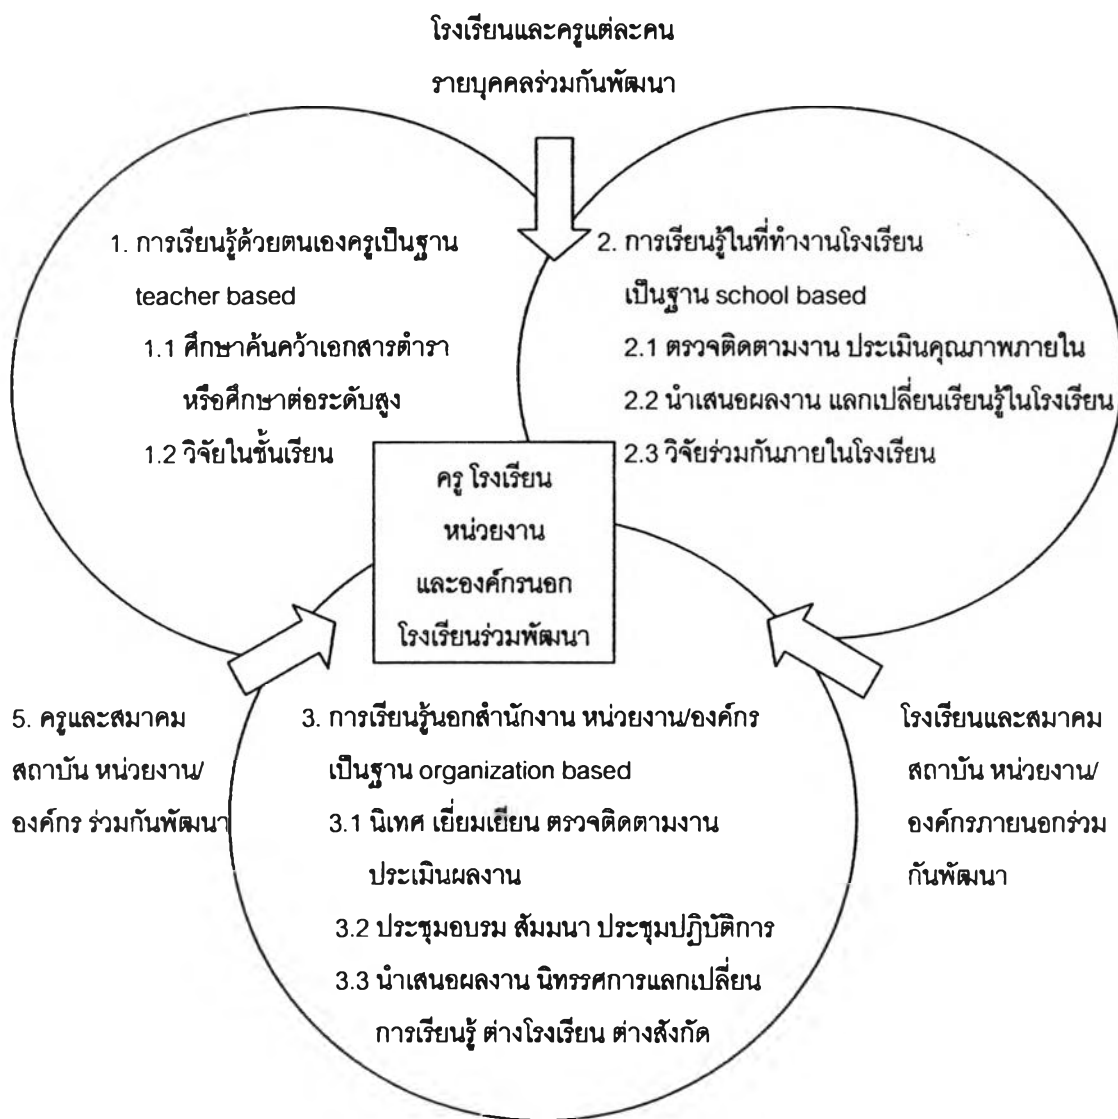 โรงเรียนและครูแต่ละคน
รายบุคคลร่วมกันพัฒนา
1. การเรียนรู้ด้วยตนเองครูเป็นฐาน
teacher based
1.1 ศึกษาค้นคว้าเอกสารตำรา
หรือศึกษาต่อระดับสูง
1.2 วิจัยในชั้นเรียน
2. การเรียนรู้ในที่ทำงานโรงเรียน
เป็นฐาน school based
2.1 ตรวจติดตามงาน ประเมินคุณภาพภายใน
2.2 นำเสนอผลงาน แลกเปลี่ยนเรียนรู้ในโรงเรียน
2.3 วิจัยร่วมกันภายในโรงเรียน
ครู โรงเรียน
หน่วยงาน
และองค์กรนอก
โรงเรียนร่วมพัฒนา
5. ครูและสมาคม
สถาบัน หน่วยงาน/
องค์กร ร่วมกันพัฒนา
3. การเรียนรู้นอกสำนักงาน หน่วยงาน/องค์กร
เป็นฐาน organization based
3.1 นิเทศ เยี่ยมเยียน ตรวจติดตามงาน
ประเมินผลงาน
3.2 ประชุมอบรม สัมมนา ประชุมปฏิบัติการ
3.3 นำเสนอผลงาน นิทรรศการแลกเปลี่ยน
การเรียนรู้ ต่างโรงเรียน ต่างสังกัด
โรงเรียนและสมาคม
สถาบัน หน่วยงาน/
องค์กรภายนอกร่วม
กันพัฒนา